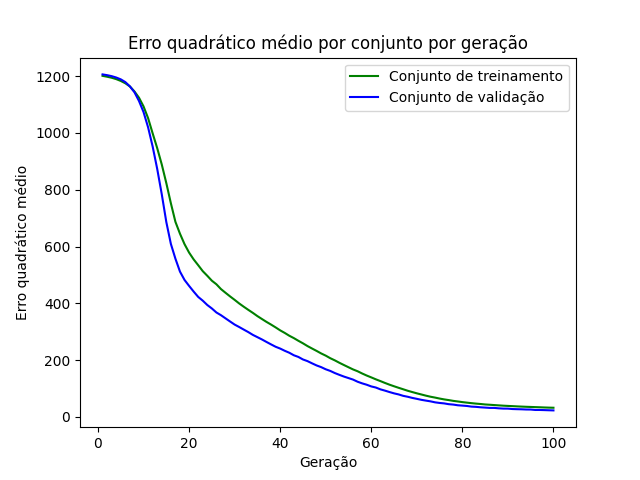 Erro quadrático médio por conjunto por geração
Conjunto de treinamento
Conjunto de validação
Erro quadrático médio
1200
1000
800
600
400
200
0
0 20 40 60 80 100
Geração